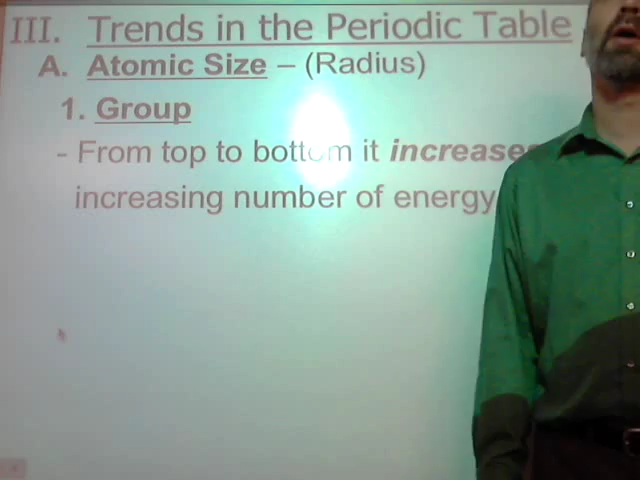 III. Trends in the Periodic Table
A. Atomic Size – (Radius)
1. Group
- From top to bottom it increases
increasing number of energy